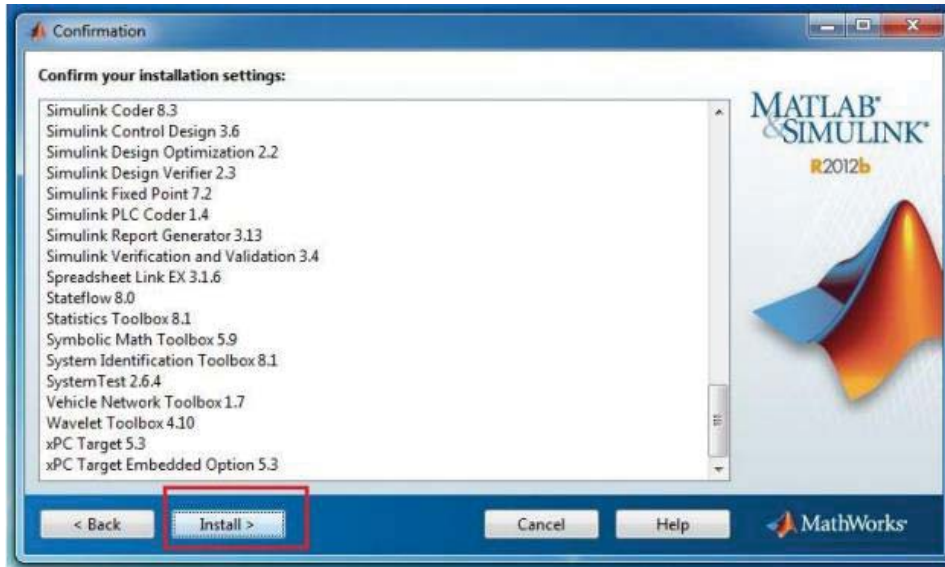 Confirmation
Confirm your installation settings:
Simulink Coder 8.3
Simulink Control Design 3.6
Simulink Design Optimization 2.2
Simulink Design Verifier 2.3
Simulink Fixed Point 7.2
Simulink PLC Coder 1.4
Simulink Report Generator 3.13
Simulink Verification and Validation 3.4
Spreadsheet Link EX 3.1.6
Stateflow 8.0
Statistics Toolbox 8.1
Symbolic Math Toolbox 5.9
System Identification Toolbox 8.1
SystemTest 2.6.4
Vehicle Network Toolbox 1.7
Wavelet Toolbox 4.10
xPC Target 5.3
xPC Target Embedded Option 5.3
MATLAB®
&SIMULINK®
R2012b
< Back
Install >
Cancel
Help
MathWorks®